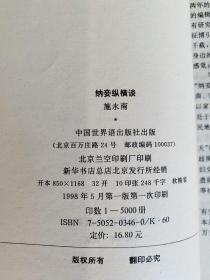 纳妾纵横谈
施永南
*
中国世界语出版社出版
(北京百万庄路24号 邮政编码100037)
北京兰空印刷厂印刷
新华书店总店北京发行所经销
开本850×1168 32开 10印张248千字 软精装
1998年5月第一版第一次印刷
印数1—5000册
ISBN 7-5052-0346-0/K·60
定价:16.80元
版权所有 翻印必究